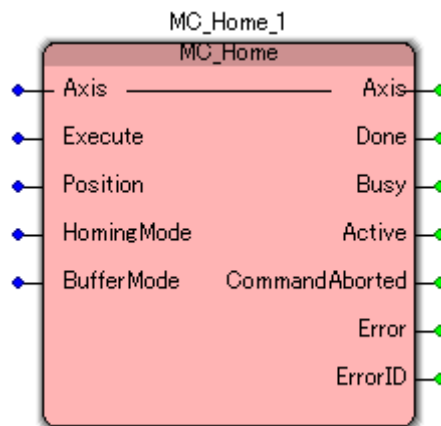 MC_Home_1
MC_Home
Axis Axis
Execute Done
Position Busy
HomingMode Active
BufferMode CommandAborted
Error
ErrorID